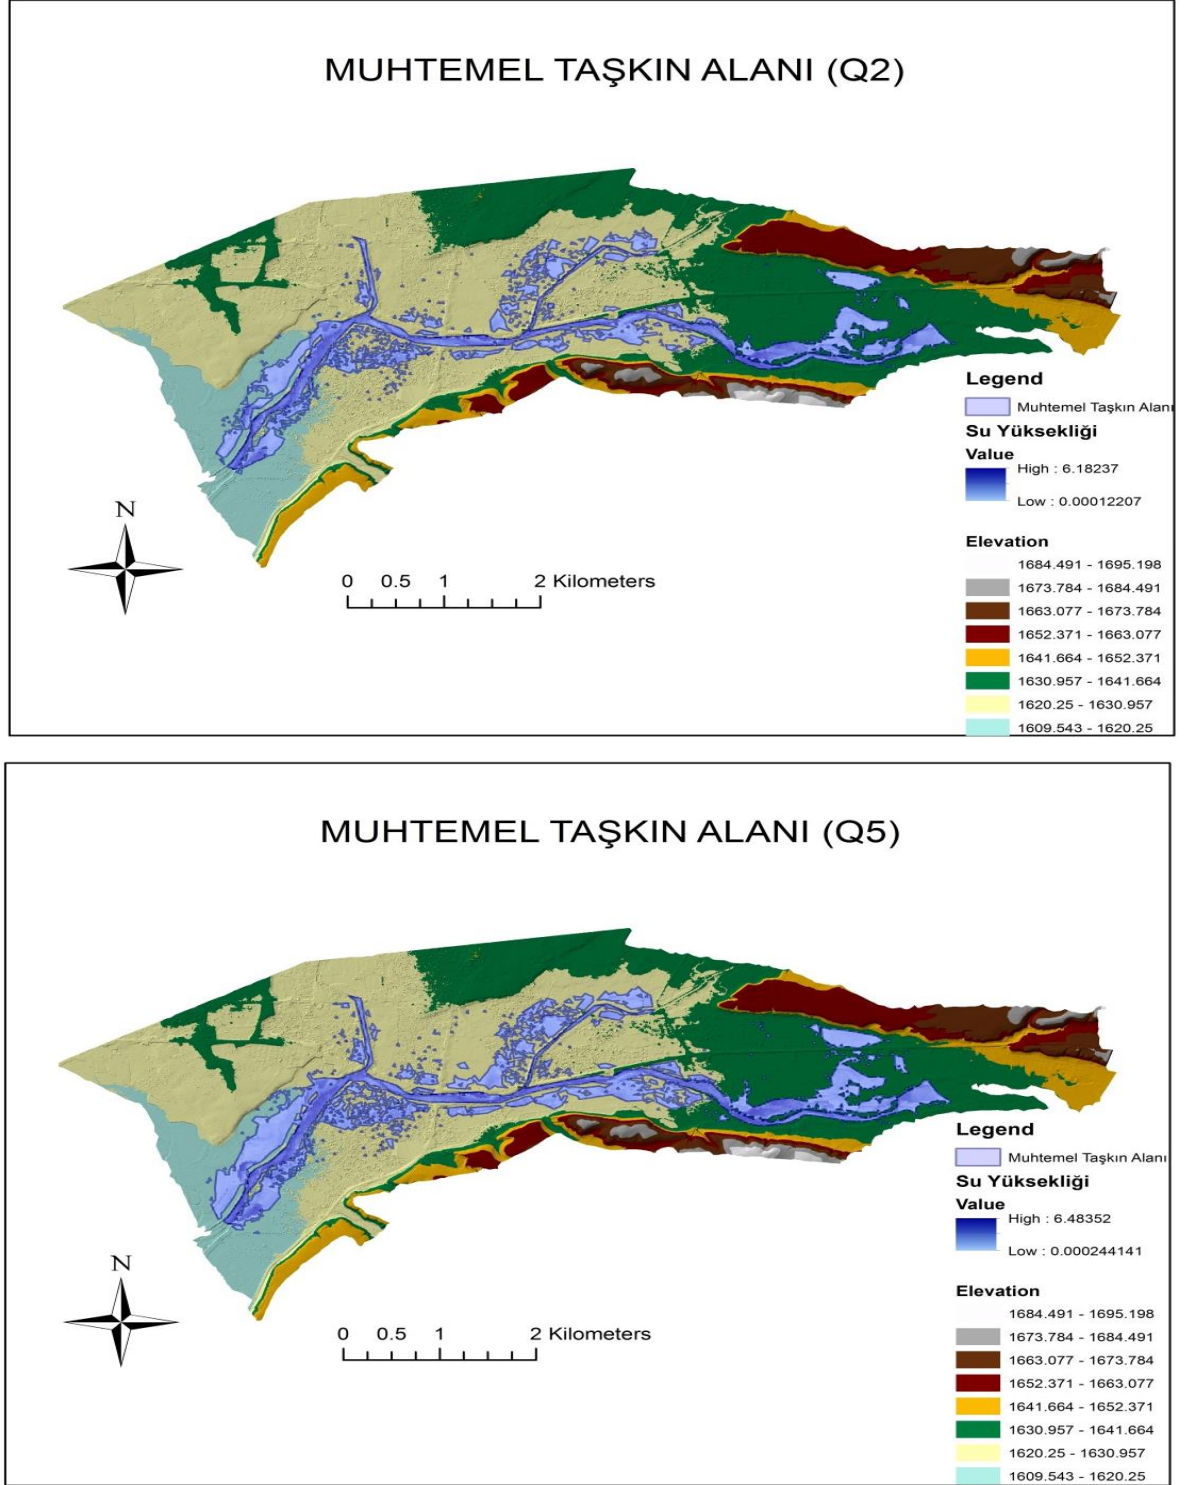 MUHTEMEL TAŞKIN ALANI (Q2)
Legend
Muhtemel Taşkın Alanı
Su Yüksekliği
Value
High : 6.18237
Low : 0.00012207
N
0 0.5 1 2 Kilometers
Elevation
1684.491 - 1695.198
1673.784 - 1684.491
1663.077 - 1673.784
1652.371 - 1663.077
1641.664 - 1652.371
1630.957 - 1641.664
1620.25 - 1630.957
1609.543 - 1620.25
MUHTEMEL TAŞKIN ALANI (Q5)
Legend
Muhtemel Taşkın Alanı
Su Yüksekliği
Value
High : 6.48352
Low : 0.000244141
N
0 0.5 1 2 Kilometers
Elevation
1684.491 - 1695.198
1673.784 - 1684.491
1663.077 - 1673.784
1652.371 - 1663.077
1641.664 - 1652.371
1630.957 - 1641.664
1620.25 - 1630.957
1609.543 - 1620.25